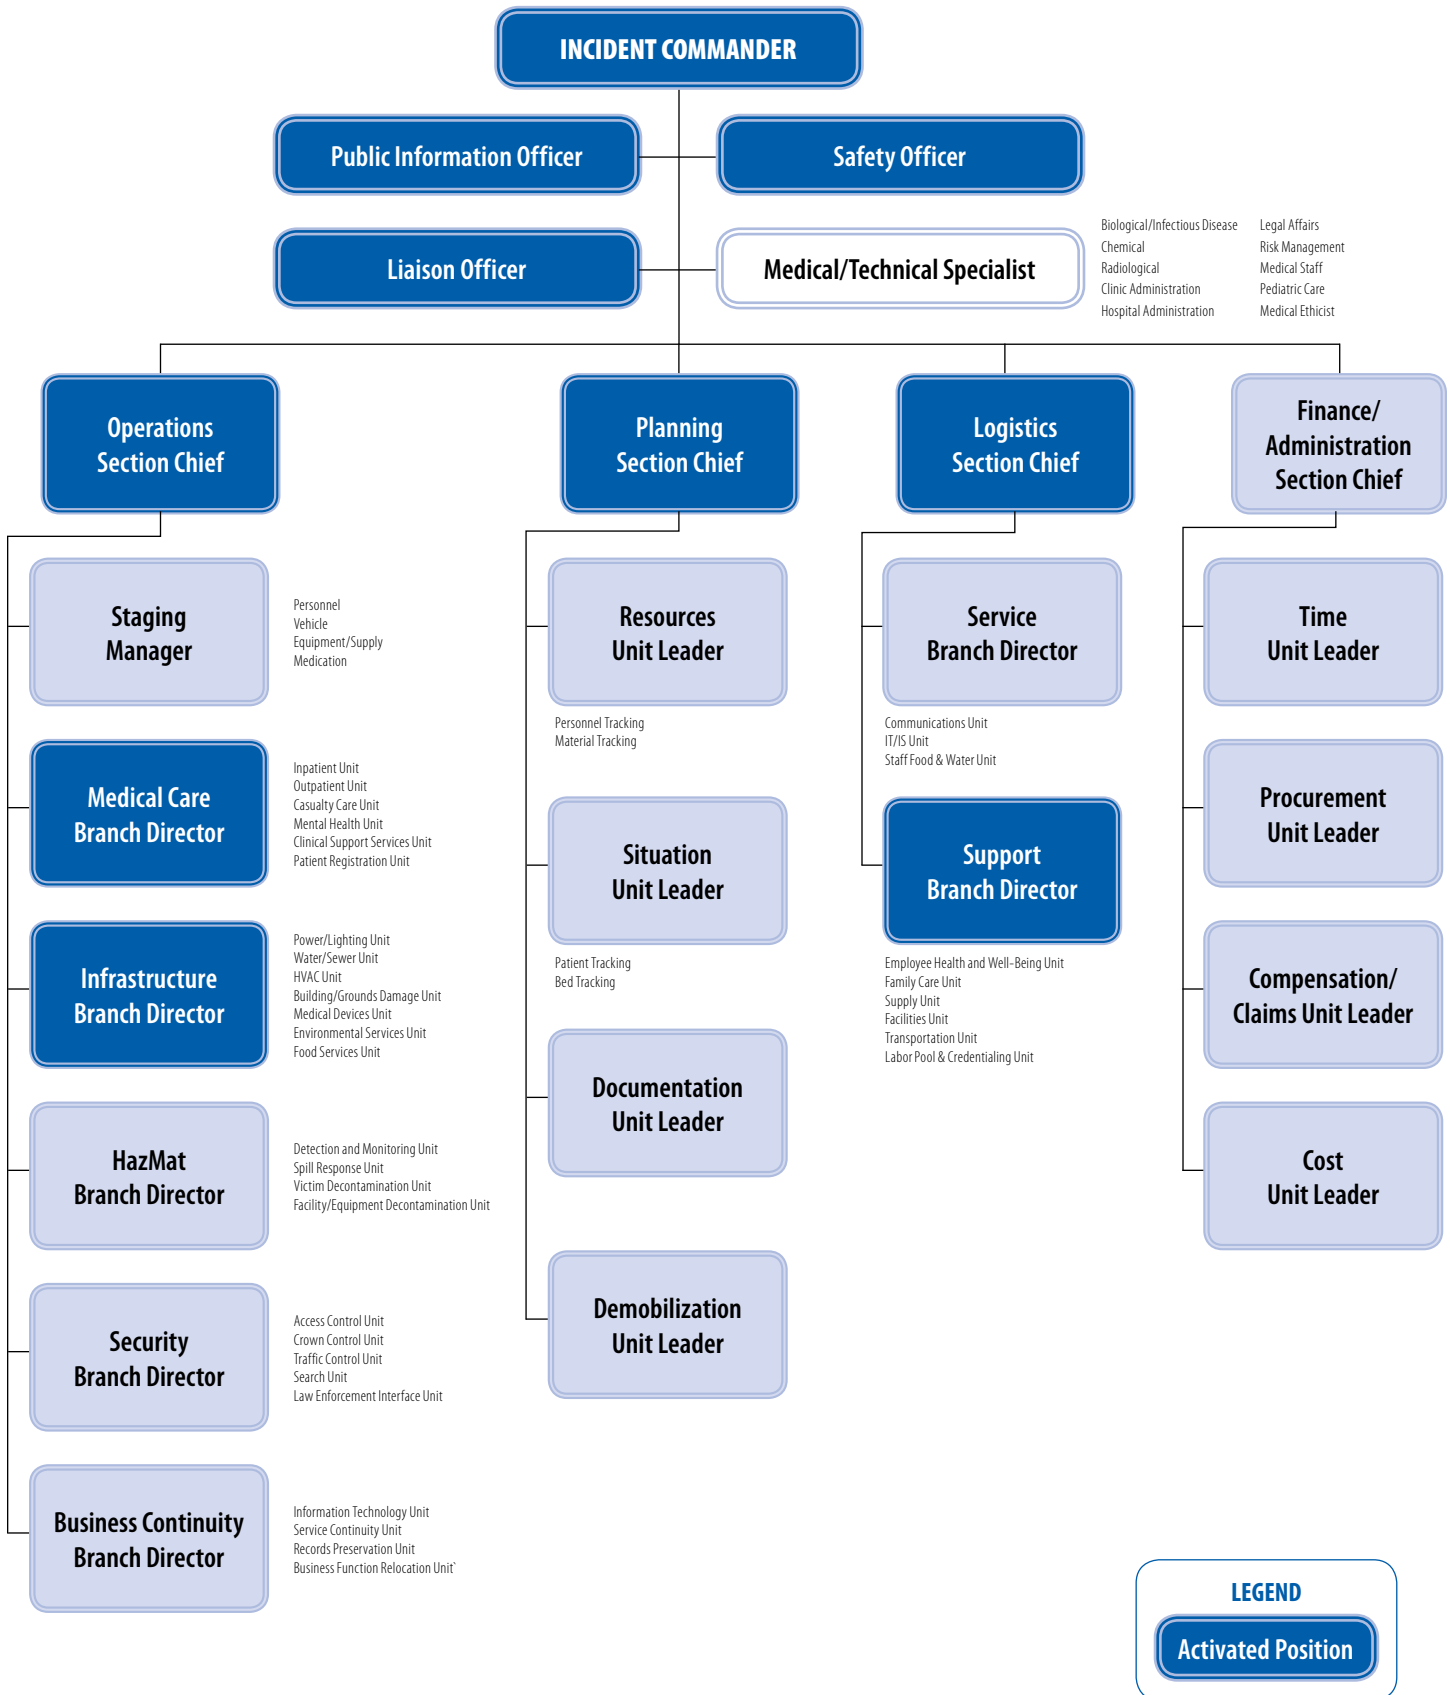 INCIDENT COMMANDER
Public Information Officer
Safety Officer
Liaison Officer
Medical/Technical Specialist
Biological/Infectious Disease
Chemical
Radiological
Clinic Administration
Hospital Administration
Legal Affairs
Risk Management
Medical Staff
Pediatric Care
Medical Ethicist
Operations
Section Chief
Planning
Section Chief
Logistics
Section Chief
Finance/
Administration
Section Chief
Staging
Manager
Personnel
Vehicle
Equipment/Supply
Medication
Medical Care
Branch Director
Inpatient Unit
Outpatient Unit
Casualty Care Unit
Mental Health Unit
Clinical Support Services Unit
Patient Registration Unit
Infrastructure
Branch Director
Power/Lighting Unit
Water/Sewer Unit
HVAC Unit
Building/Grounds Damage Unit
Medical Devices Unit
Environmental Services Unit
Food Services Unit
HazMat
Branch Director
Detection and Monitoring Unit
Spill Response Unit
Victim Decontamination Unit
Facility/Equipment Decontamination Unit
Security
Branch Director
Access Control Unit
Crown Control Unit
Traffic Control Unit
Search Unit
Law Enforcement Interface Unit
Business Continuity
Branch Director
Information Technology Unit
Service Continuity Unit
Records Preservation Unit
Business Function Relocation Unit`
Resources
Unit Leader
Personnel Tracking
Material Tracking
Situation
Unit Leader
Patient Tracking
Bed Tracking
Documentation
Unit Leader
Demobilization
Unit Leader
Service
Branch Director
Communications Unit
IT/IS Unit
Staff Food & Water Unit
Support
Branch Director
Employee Health and Well-Being Unit
Family Care Unit
Supply Unit
Facilities Unit
Transportation Unit
Labor Pool & Credentialing Unit
Time
Unit Leader
Procurement
Unit Leader
Compensation/
Claims Unit Leader
Cost
Unit Leader
LEGEND
Activated Position